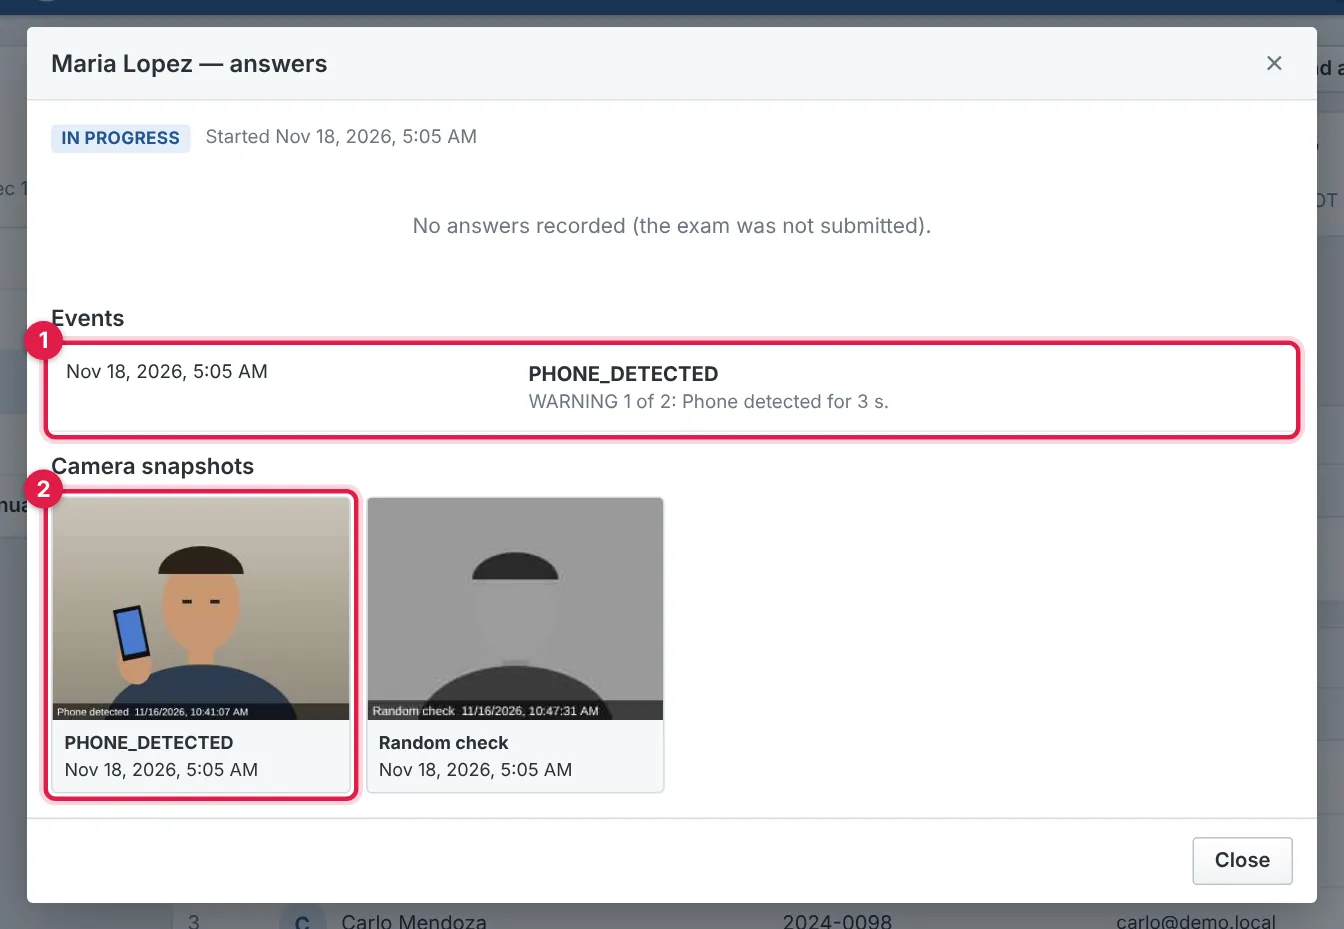 Maria Lopez — answers
IN PROGRESS Started Nov 18, 2026, 5:05 AM
No answers recorded (the exam was not submitted).
Events
1
Nov 18, 2026, 5:05 AM PHONE_DETECTED
WARNING 1 of 2: Phone detected for 3 s.
Camera snapshots
2
Phone detected 11/16/2026, 10:41:07 AM
PHONE_DETECTED
Nov 18, 2026, 5:05 AM
Random check 11/16/2026, 10:47:31 AM
Random check
Nov 18, 2026, 5:05 AM
Close
3 C Carlo Mendoza 2024-0098 carlo@demo.local